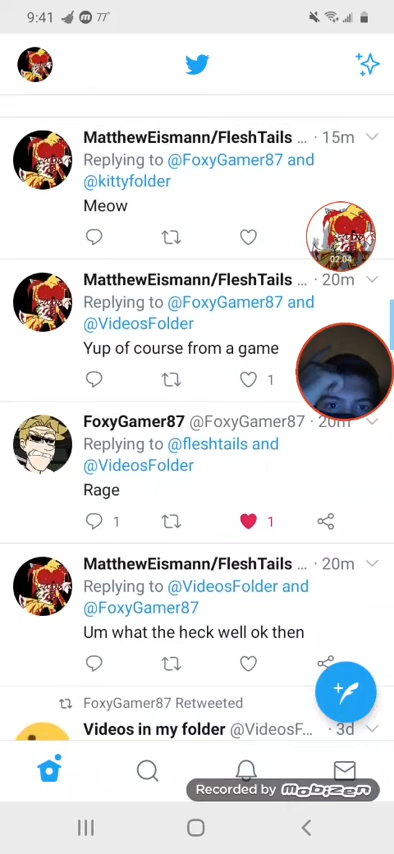 9:41 77°
MatthewEismann/FleshTails ... · 15m
Replying to @FoxyGamer87 and
@kittyfolder
Meow
02:04
MatthewEismann/FleshTails ... · 20m
Replying to @FoxyGamer87 and
@VideosFolder
Yup of course from a game
1
FoxyGamer87 @FoxyGamer87 · 20m
Replying to @fleshtails and
@VideosFolder
Rage
1 1
MatthewEismann/FleshTails ... · 20m
Replying to @VideosFolder and
@FoxyGamer87
Um what the heck well ok then
FoxyGamer87 Retweeted
Videos in my folder @VideosF... · 3d
Recorded by mobizen